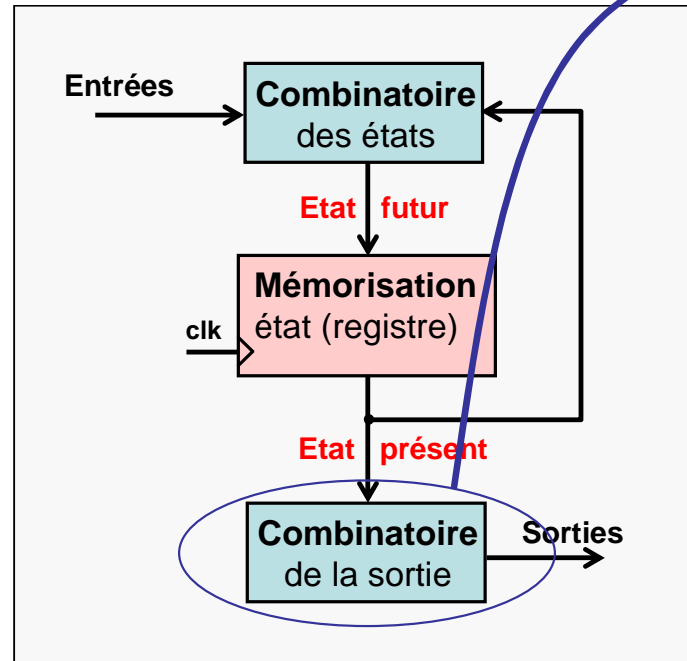 Entrées
Combinatoire
des états
Etat futur
Mémorisation
état (registre)
clk
Etat présent
Combinatoire
de la sortie
Sorties